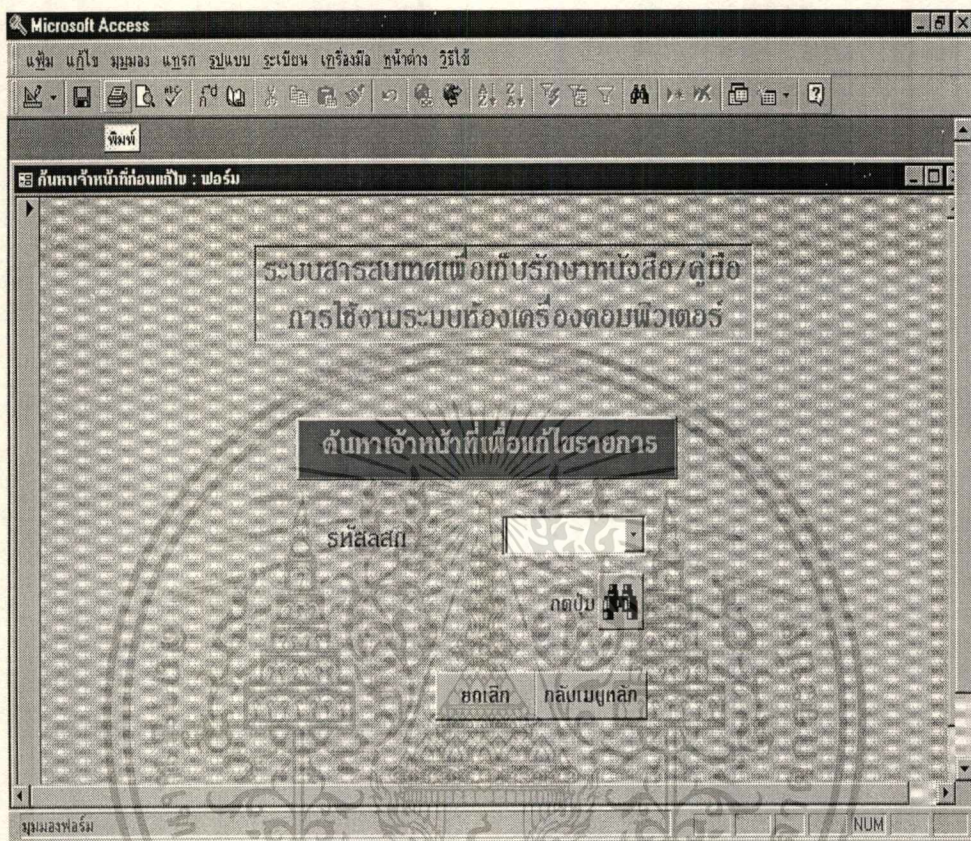 Microsoft Access
แฟ้ม แก้ไข มุมมอง แทรก รูปแบบ ระเบียน เครื่องมือ หน้าต่าง วิธีใช้
พิมพ์
ค้นหาเจ้าหน้าที่ก่อนแก้ไข : ฟอร์ม
ระบบสารสนเทศเพื่อเก็บรักษาหนังสือ/คู่มือ
การใช้งานระบบห้องเครื่องคอมพิวเตอร์
ค้นหาเจ้าหน้าที่เพื่อแก้ไขรายการ
รหัสลสก
กดปุ่ม
ยกเลิก กลับเมนูหลัก
มุมมองฟอร์ม NUM